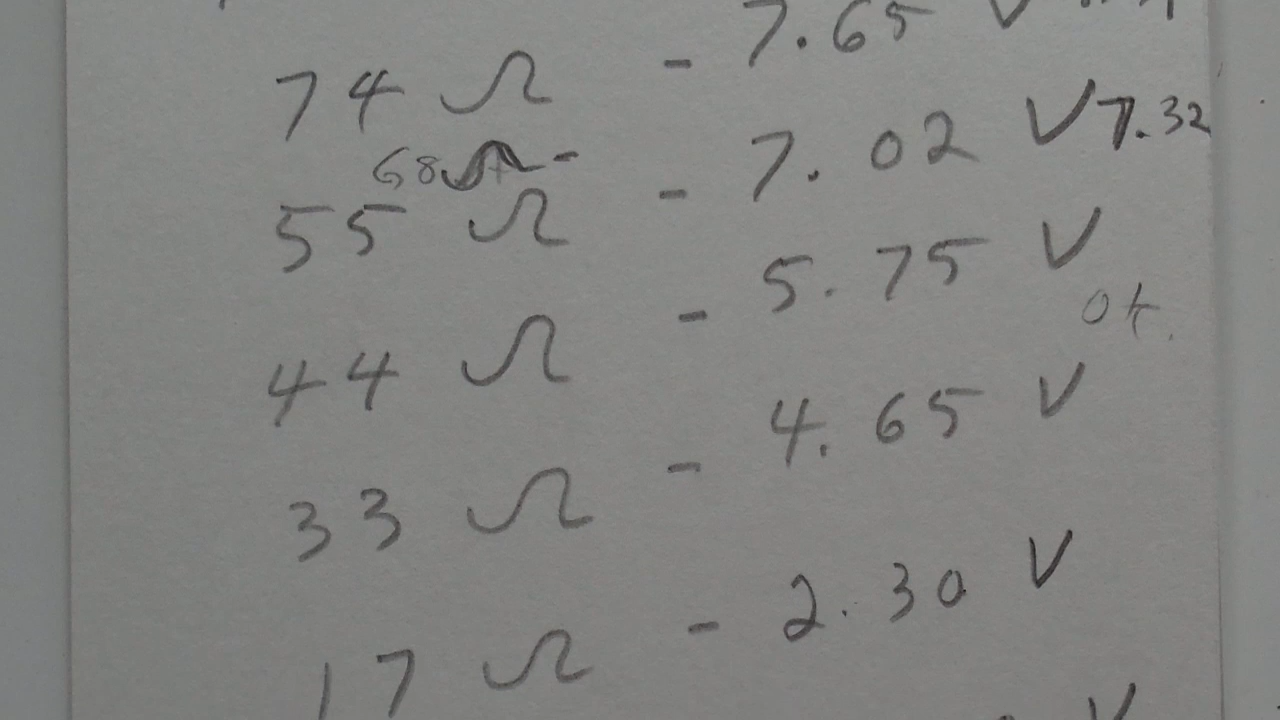 74 Ω - 7.65 V
68Ω - 7.32
55 Ω - 7.02 V
44 Ω - 5.75 V
ok.
33 Ω - 4.65 V
17 Ω - 2.30 V
V